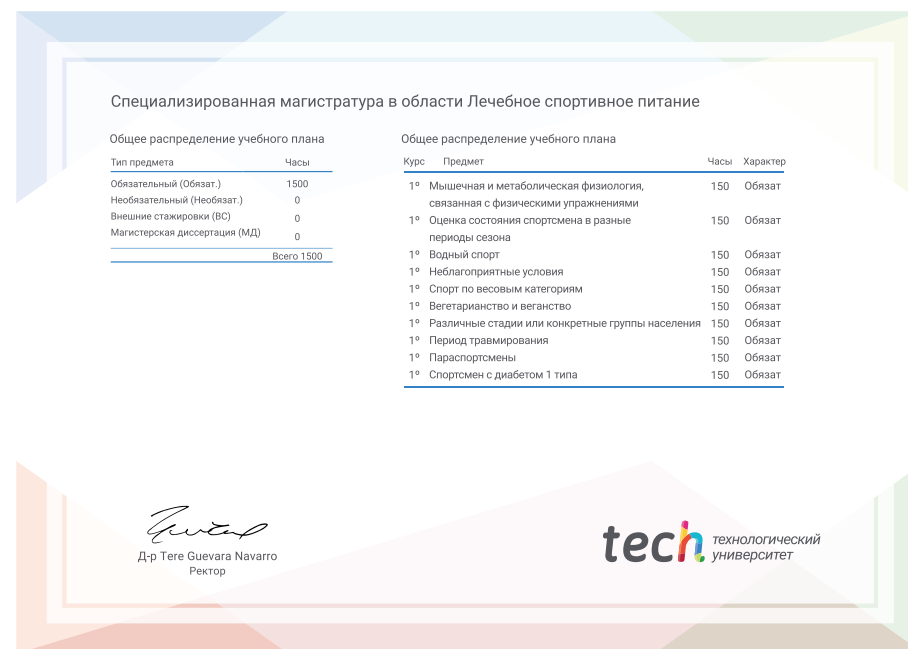 Специализированная магистратура в области Лечебное спортивное питание
Общее распределение учебного плана
Тип предмета Часы
Обязательный (Обязат.) 1500
Необязательный (Необязат.) 0
Внешние стажировки (ВС) 0
Магистерская диссертация (МД) 0
Всего 1500
Общее распределение учебного плана
Курс Предмет Часы Характер
1º Мышечная и метаболическая физиология, 150 Обязат
связанная с физическими упражнениями
1º Оценка состояния спортсмена в разные 150 Обязат
периоды сезона
1º Водный спорт 150 Обязат
1º Неблагоприятные условия 150 Обязат
1º Спорт по весовым категориям 150 Обязат
1º Вегетарианство и веганство 150 Обязат
1º Различные стадии или конкретные группы населения 150 Обязат
1º Период травмирования 150 Обязат
1º Параспортсмены 150 Обязат
1º Спортсмен с диабетом 1 типа 150 Обязат
Д-р Tere Guevara Navarro
Ректор
tech технологический
университет